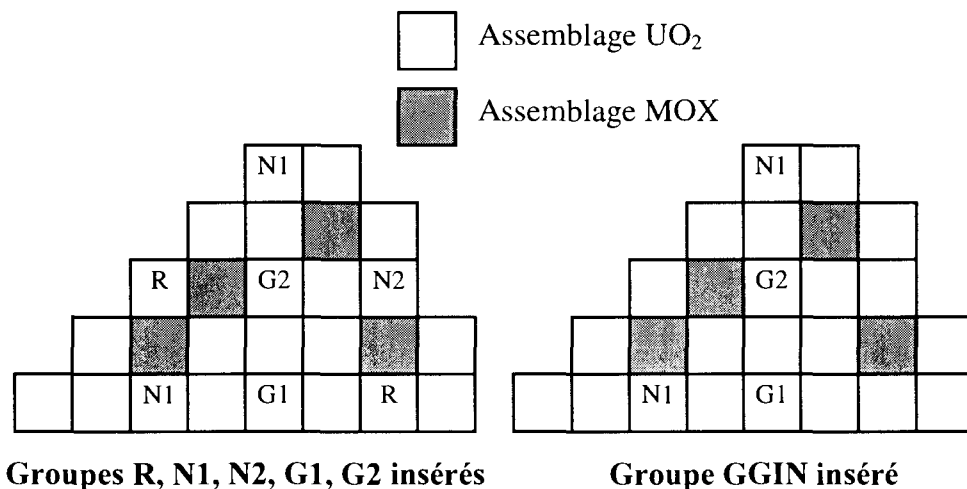 Assemblage UO₂
Assemblage MOX
N1
R G2 N2
N1 G1 R
Groupes R, N1, N2, G1, G2 insérés
N1
G2
N1 G1
Groupe GGIN inséré